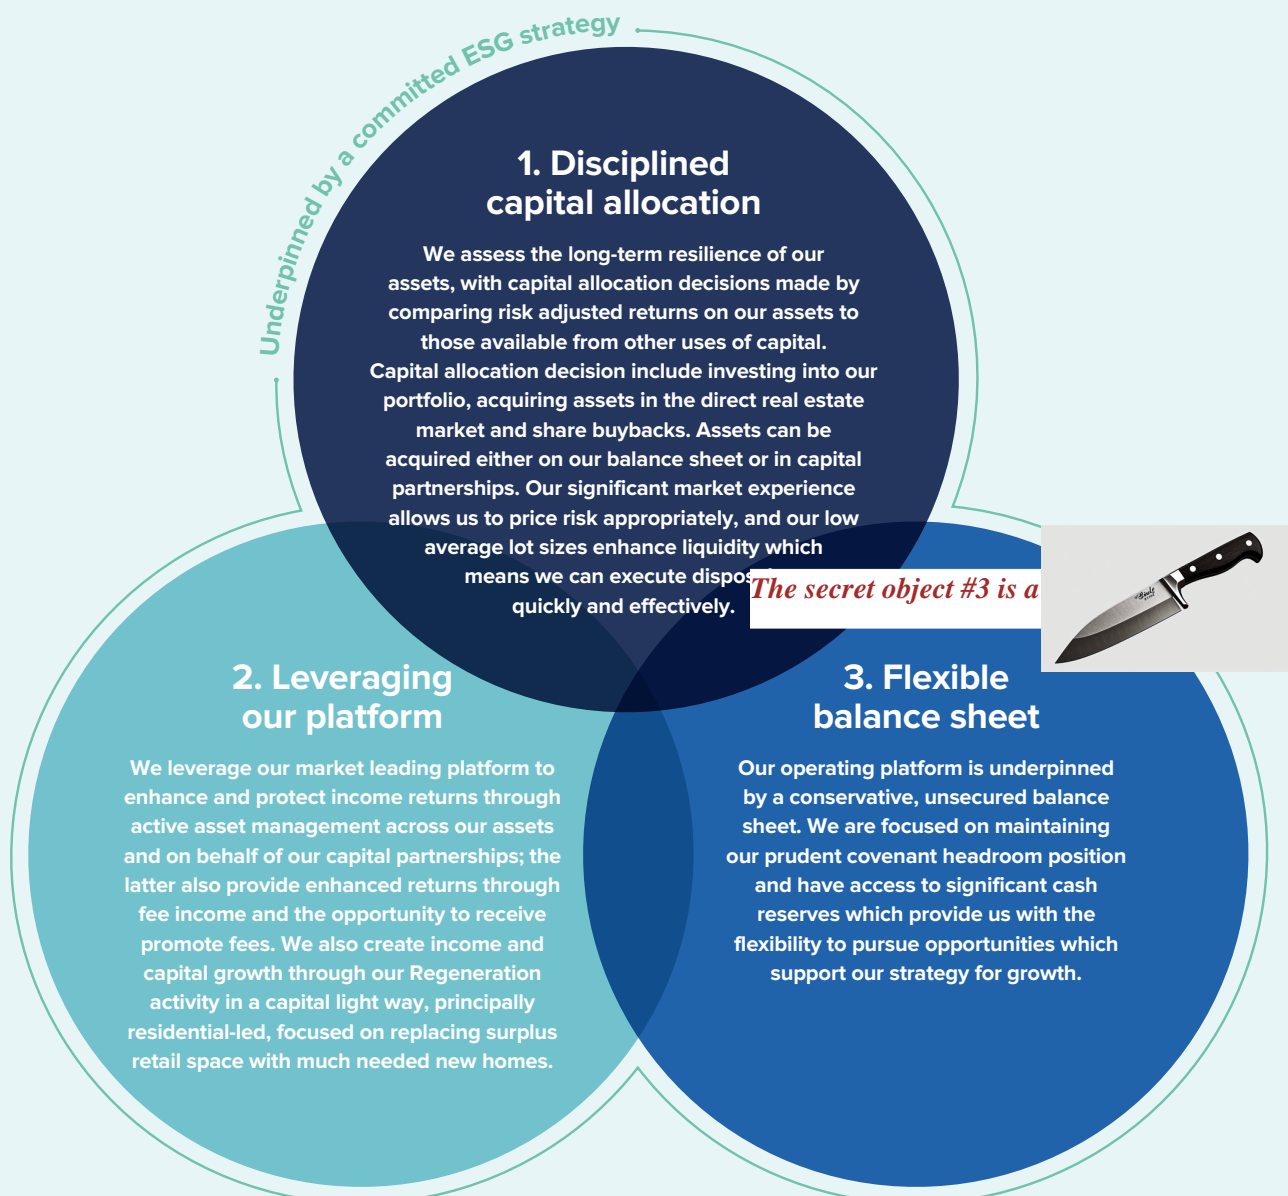 Underpinned by a committed ESG strategy
1. Disciplined
capital allocation
We assess the long-term resilience of our
assets, with capital allocation decisions made by
comparing risk adjusted returns on our assets to
those available from other uses of capital.
Capital allocation decision include investing into our
portfolio, acquiring assets in the direct real estate
market and share buybacks. Assets can be
acquired either on our balance sheet or in capital
partnerships. Our significant market experience
allows us to price risk appropriately, and our low
average lot sizes enhance liquidity which
means we can execute
quickly and effectively.
The secret object #3 is a
2. Leveraging
our platform
We leverage our market leading platform to
enhance and protect income returns through
active asset management across our assets
and on behalf of our capital partnerships; the
latter also provide enhanced returns through
fee income and the opportunity to receive
promote fees. We also create income and
capital growth through our Regeneration
activity in a capital light way, principally
residential-led, focused on replacing surplus
retail space with much needed new homes.
3. Flexible
balance sheet
Our operating platform is underpinned
by a conservative, unsecured balance
sheet. We are focused on maintaining
our prudent covenant headroom position
and have access to significant cash
reserves which provide us with the
flexibility to pursue opportunities which
support our strategy for growth.